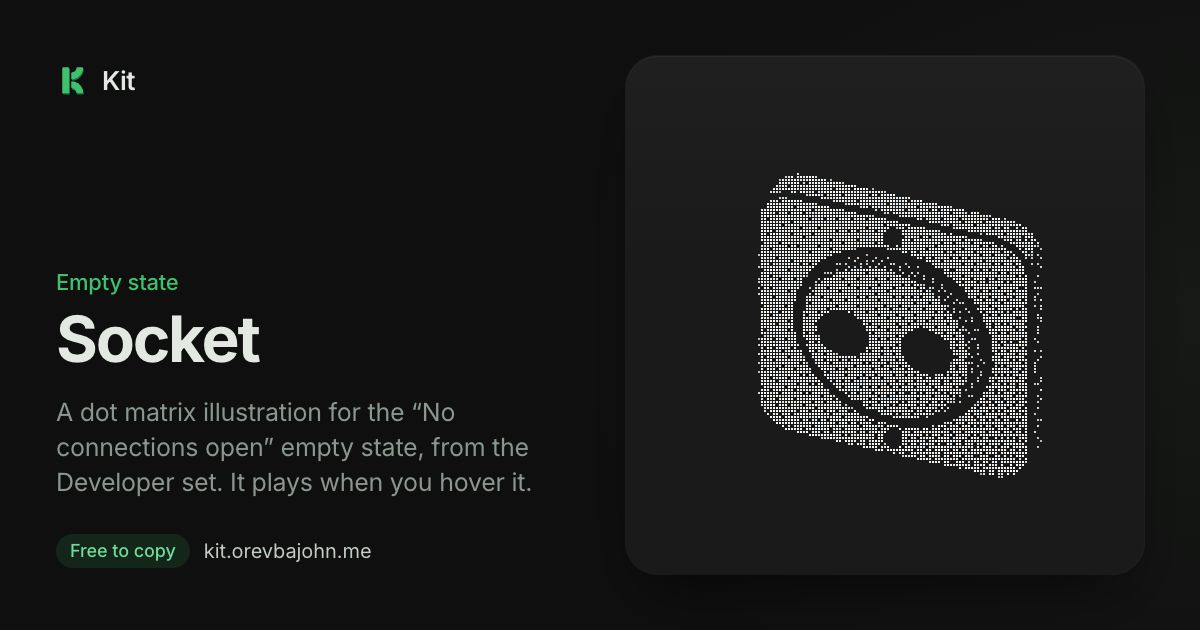 Kit
Empty state
Socket
A dot matrix illustration for the “No
connections open” empty state, from the
Developer set. It plays when you hover it.
Free to copy
kit.orevbajohn.me